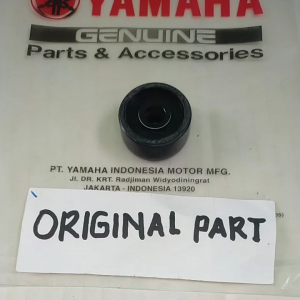 YAMAHA
GENUINE
Parts & Accessories
PT. YAMAHA INDONESIA MOTOR MFG.
Jl. DR. KRT. Radjiman Widyodiningrat
JAKARTA - INDONESIA 13920
ORIGINAL PART